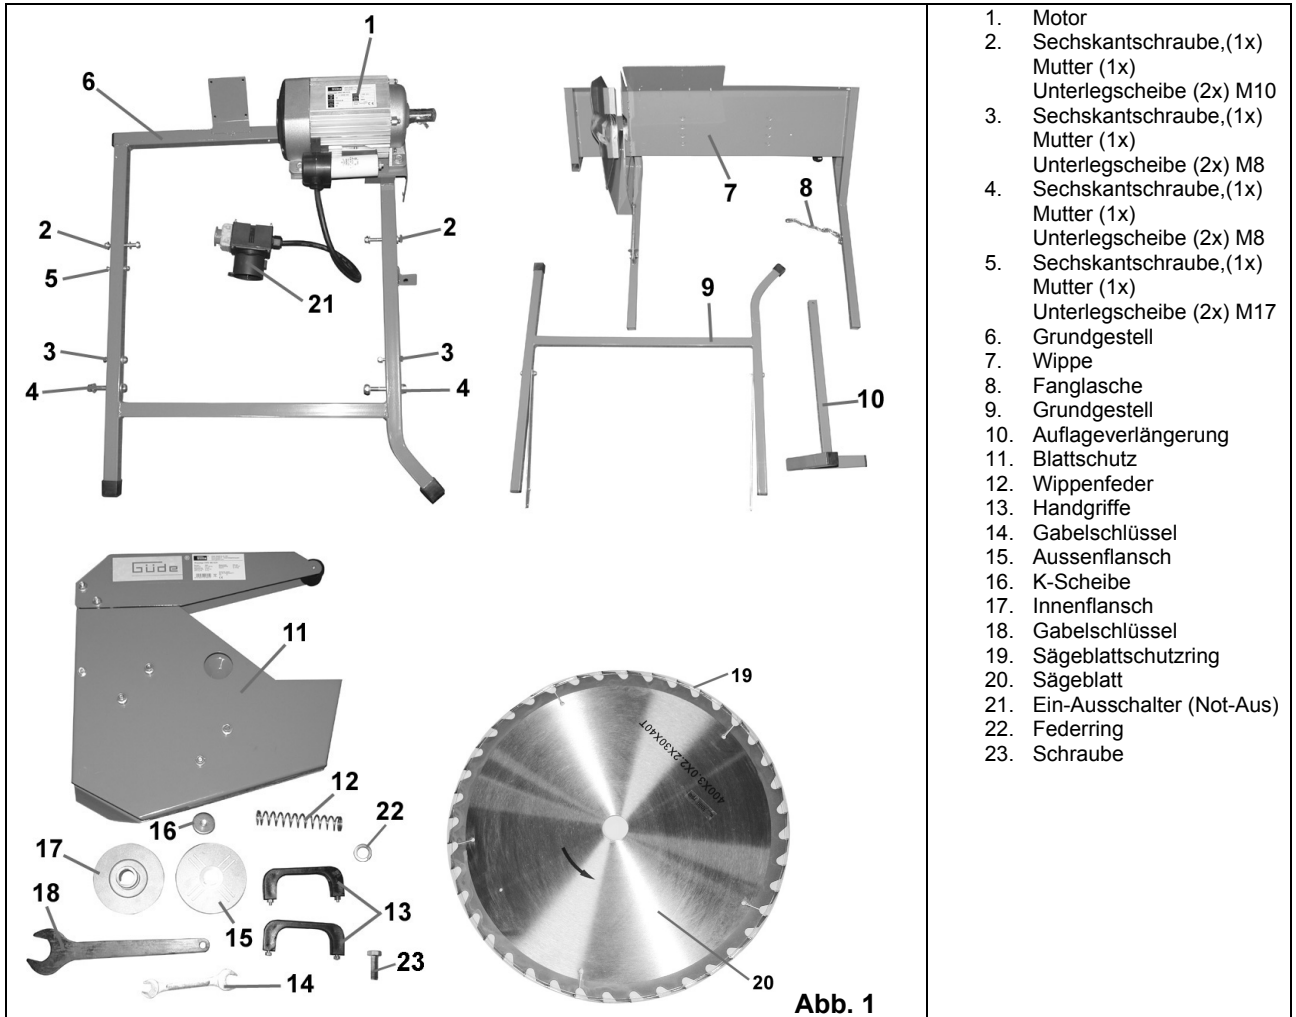 1
6
2
2
5
21
3
3
4
4
7
8
9
10
Güde
11
19
400X3.0X2.2X30X40T
12
16
22
17
18
13
15
23
14
20
Abb. 1
1. Motor
2. Sechskantschraube,(1x)
Mutter (1x)
Unterlegscheibe (2x) M10
3. Sechskantschraube,(1x)
Mutter (1x)
Unterlegscheibe (2x) M8
4. Sechskantschraube,(1x)
Mutter (1x)
Unterlegscheibe (2x) M8
5. Sechskantschraube,(1x)
Mutter (1x)
Unterlegscheibe (2x) M17
6. Grundgestell
7. Wippe
8. Fanglasche
9. Grundgestell
10. Auflageverlängerung
11. Blattschutz
12. Wippenfeder
13. Handgriffe
14. Gabelschlüssel
15. Aussenflansch
16. K-Scheibe
17. Innenflansch
18. Gabelschlüssel
19. Sägeblattschutzring
20. Sägeblatt
21. Ein-Ausschalter (Not-Aus)
22. Federring
23. Schraube